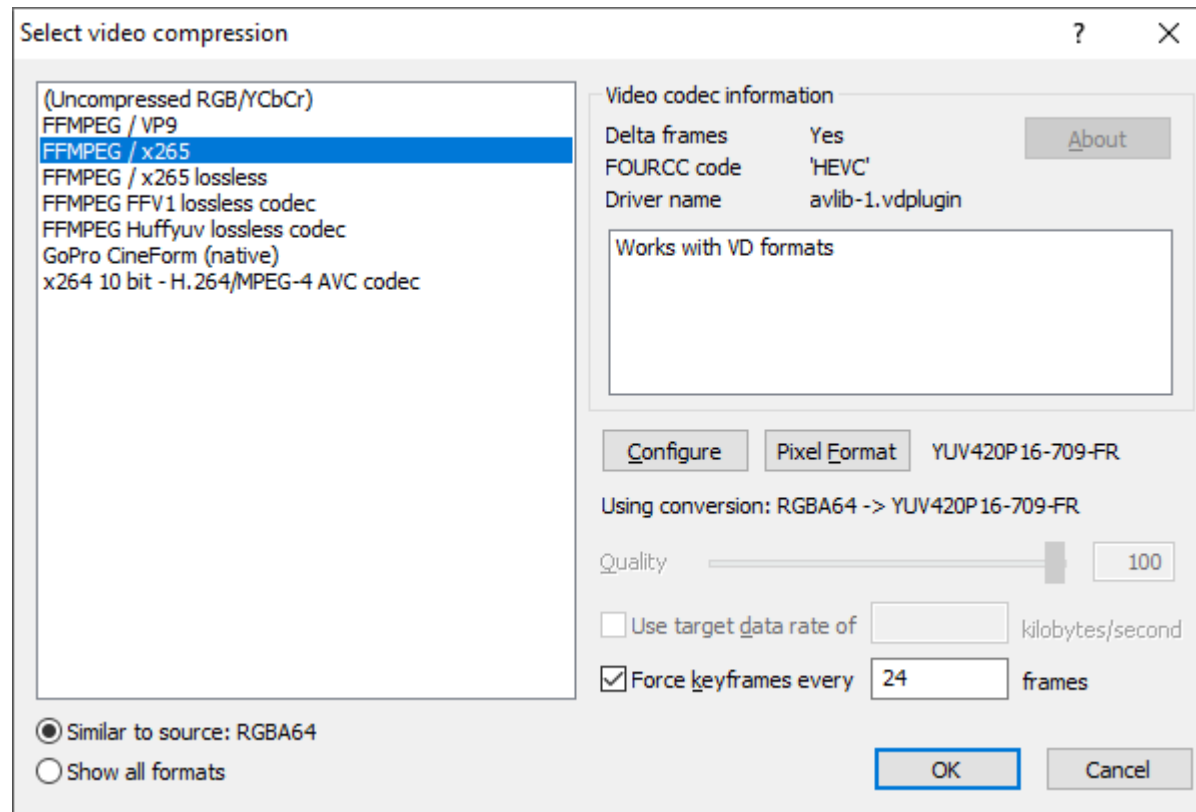 Select video compression
?
(Uncompressed RGB/YCbCr)
FFMPEG / VP9
FFMPEG / x265
FFMPEG / x265 lossless
FFMPEG FFV1 lossless codec
FFMPEG Huffyuv lossless codec
GoPro CineForm (native)
x264 10 bit - H.264/MPEG-4 AVC codec
Similar to source: RGBA64
Show all formats
Video codec information
Delta frames Yes
About
FOURCC code 'HEVC'
Driver name avlib-1.vdplugin
Works with VD formats
Configure Pixel Format YUV420P16-709-FR
Using conversion: RGBA64 -> YUV420P16-709-FR
Quality 100
Use target data rate of kilobytes/second
Force keyframes every 24 frames
OK Cancel